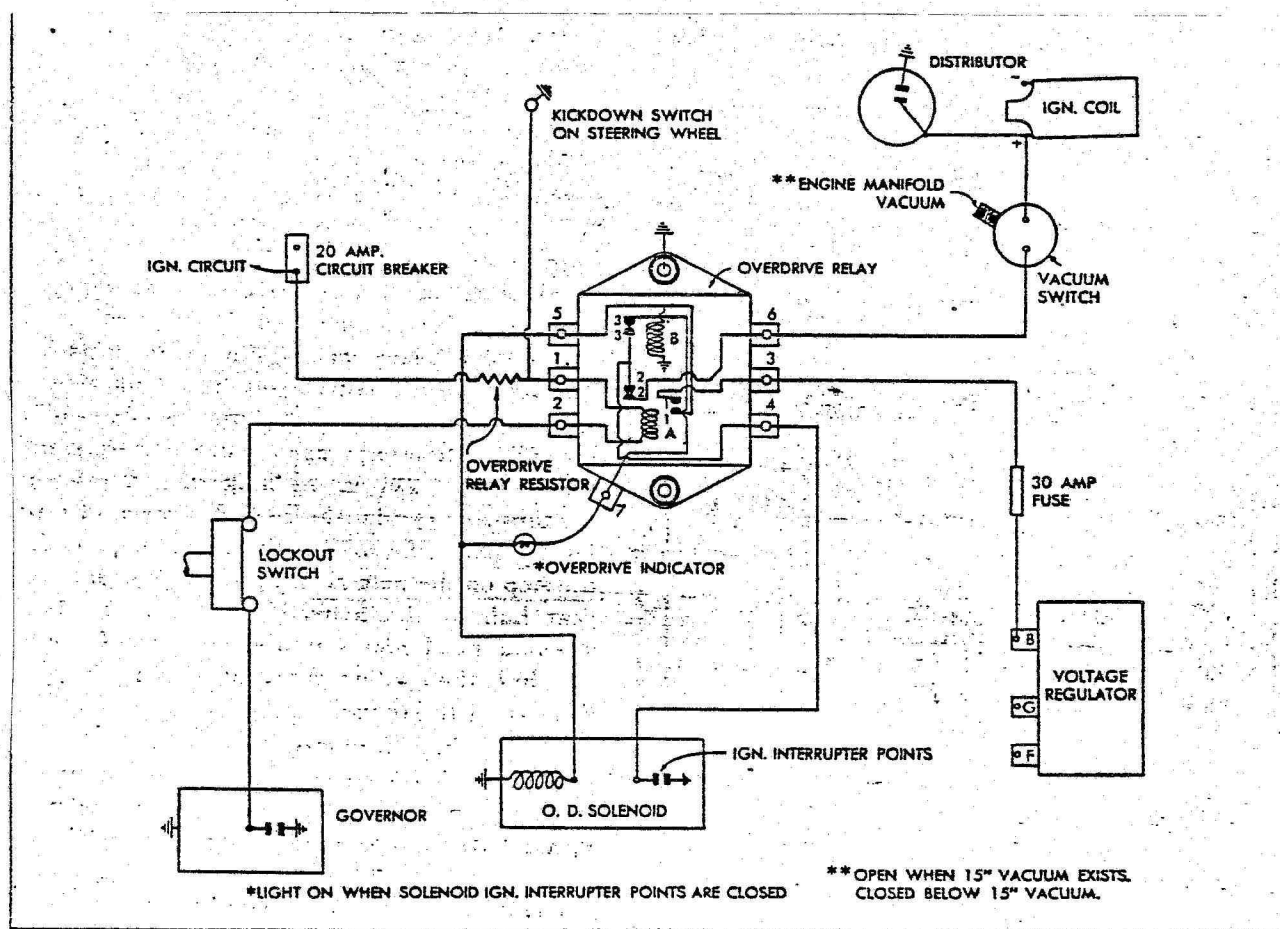 DISTRIBUTOR
-
IGN. COIL
+
KICKDOWN SWITCH
ON STEERING WHEEL
**ENGINE MANIFOLD
VACUUM
20 AMP.
CIRCUIT BREAKER
IGN. CIRCUIT
OVERDRIVE RELAY
VACUUM
SWITCH
5
3
3
B
6
1.
2
2
3
2
1
A
4
OVERDRIVE
RELAY RESISTOR
7
30 AMP
FUSE
LOCKOUT
SWITCH
*OVERDRIVE INDICATOR
B
VOLTAGE
REGULATOR
G
F
IGN. INTERRUPTER POINTS
O. D. SOLENOID
GOVERNOR
*LIGHT ON WHEN SOLENOID IGN. INTERRUPTER POINTS ARE CLOSED
**OPEN WHEN 15" VACUUM EXISTS.
CLOSED BELOW 15" VACUUM.